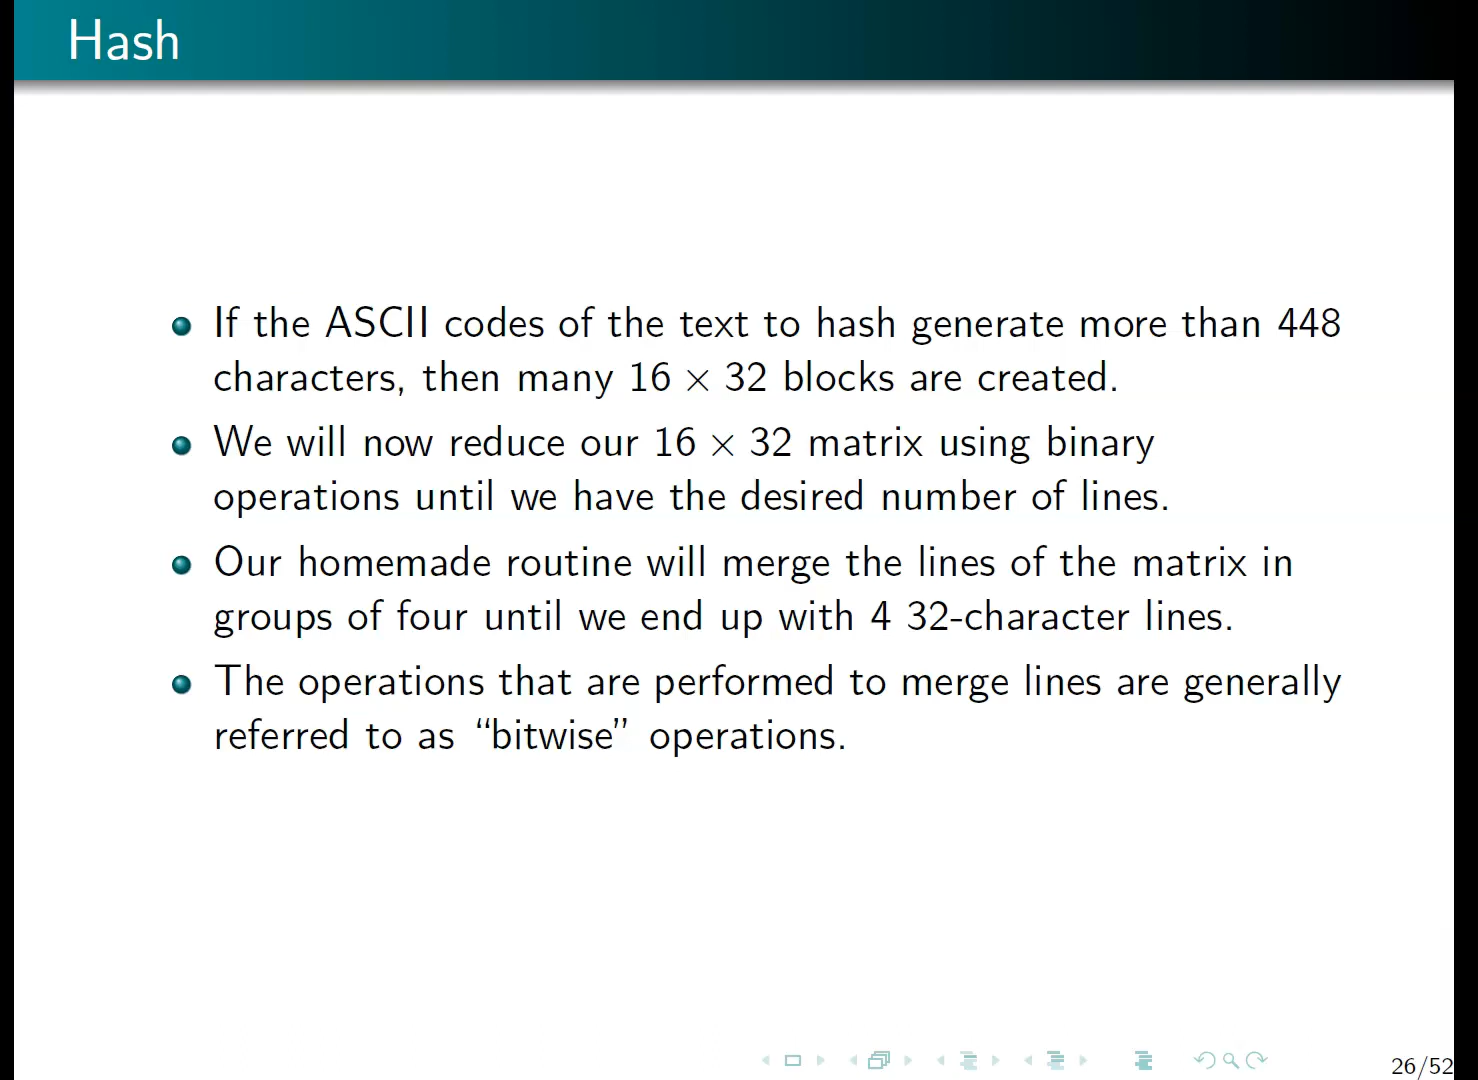 Hash
If the ASCII codes of the text to hash generate more than 448
characters, then many 16 × 32 blocks are created.
We will now reduce our 16 × 32 matrix using binary
operations until we have the desired number of lines.
Our homemade routine will merge the lines of the matrix in
groups of four until we end up with 4 32-character lines.
The operations that are performed to merge lines are generally
referred to as “bitwise” operations.
26/52